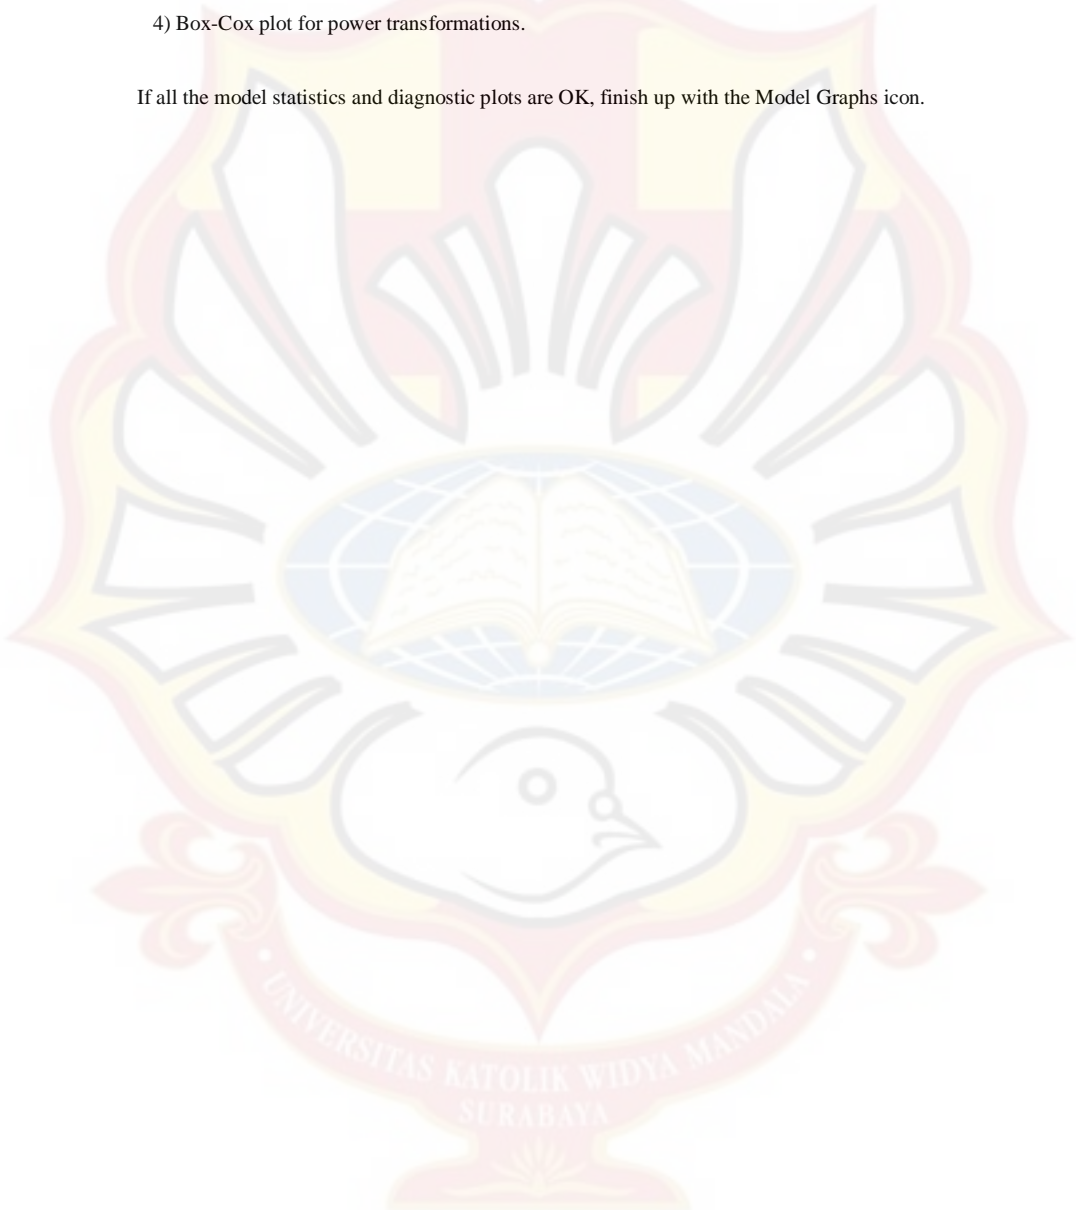 4) Box-Cox plot for power transformations.
If all the model statistics and diagnostic plots are OK, finish up with the Model Graphs icon.
UNIVERSITAS KATOLIK WIDYA MANDALA
SURABAYA